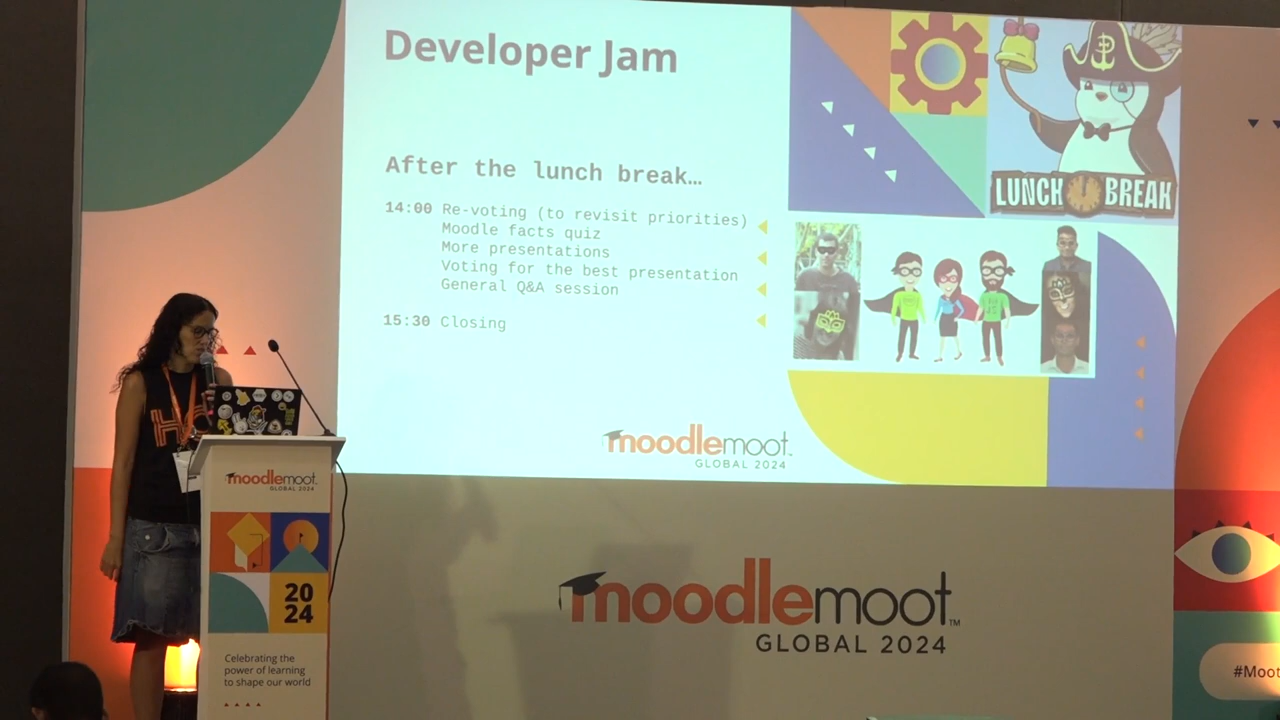 Developer Jam
After the lunch break…
14:00 Re-voting (to revisit priorities)
Moodle facts quiz
More presentations
Voting for the best presentation
General Q&A session
15:30 Closing
LUNCH BREAK
moodlemoot
GLOBAL 2024
moodlemoot™
GLOBAL 2024
moodlemoot
GLOBAL 2024
20
24
Celebrating the
power of learning
to shape our world
#Moot